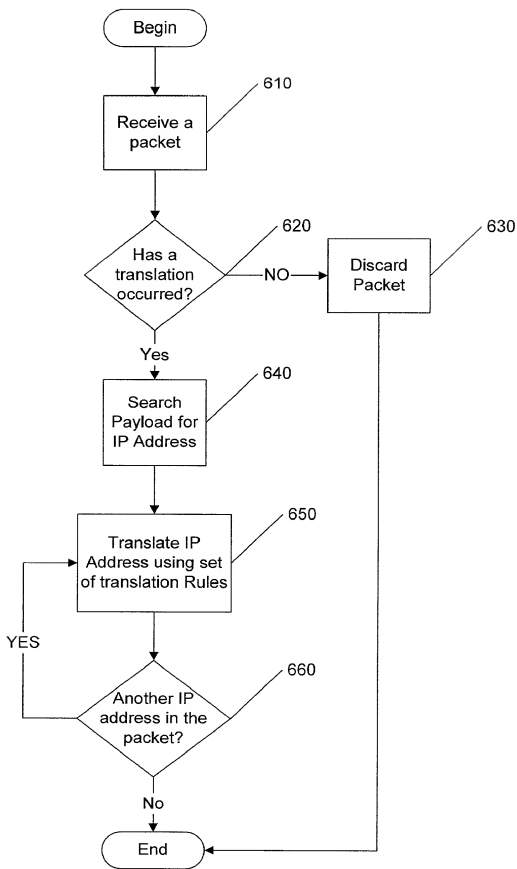 Begin
610
Receive a
packet
620
Has a
translation
occurred?
NO
630
Discard
Packet
Yes
640
Search
Payload for
IP Address
650
Translate IP
Address using set
of translation Rules
YES
660
Another IP
address in the
packet?
No
End